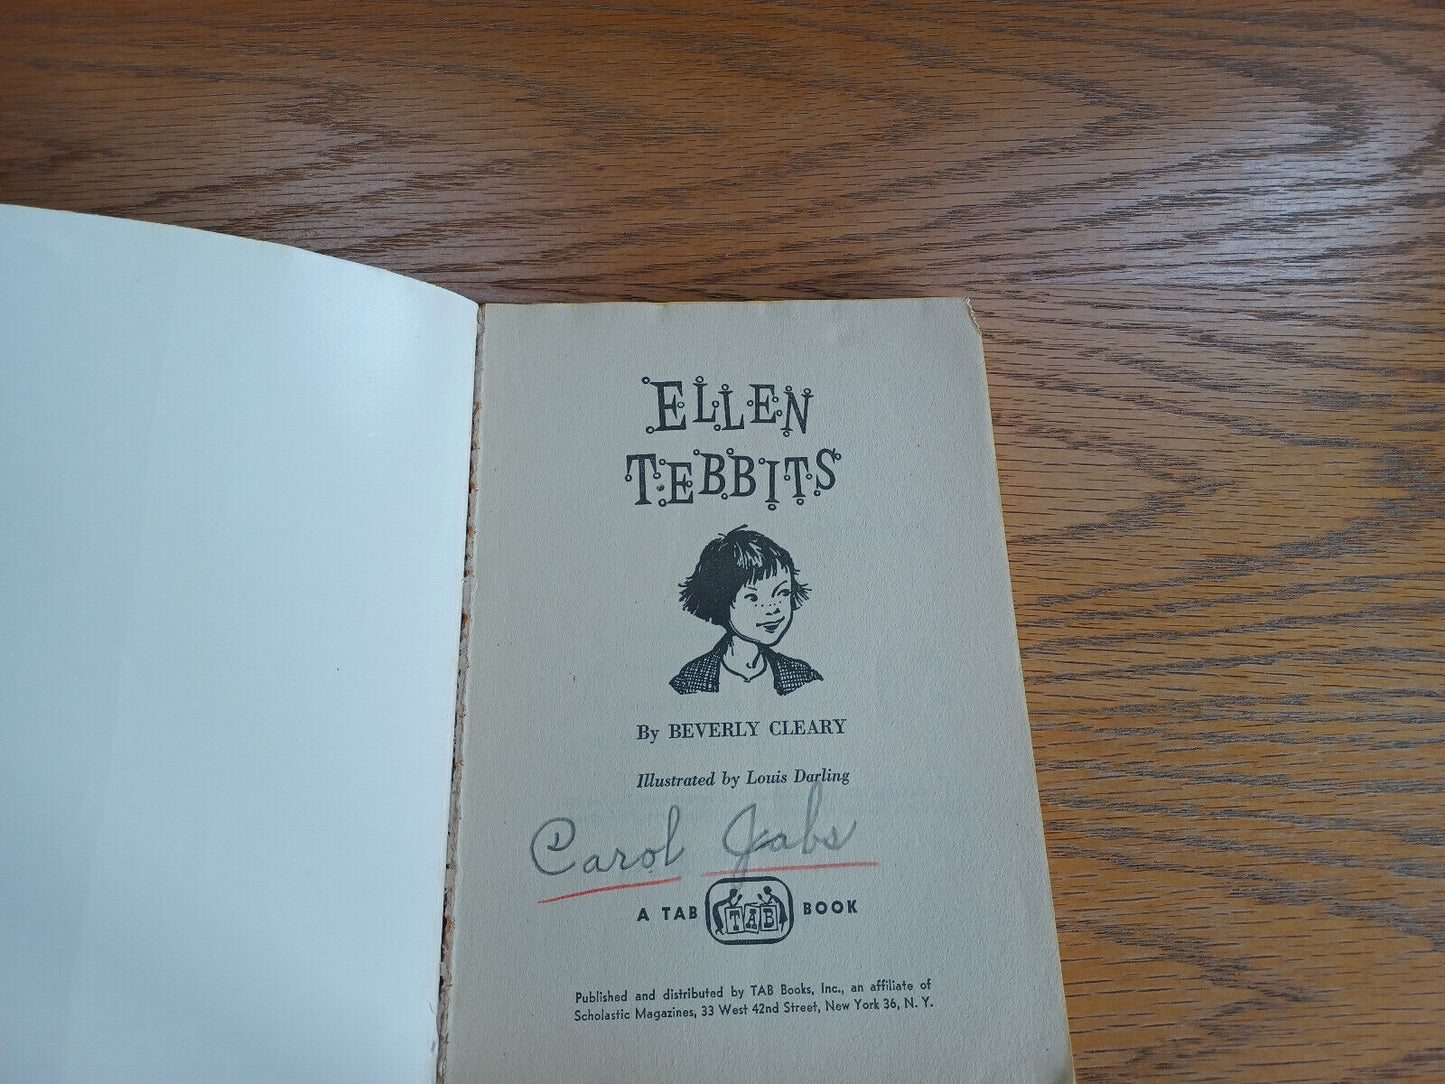 ELLEN
TEBBITS
By BEVERLY CLEARY
Illustrated by Louis Darling
Carol Jabs
A TAB TAB BOOK
Published and distributed by TAB Books, Inc., an affiliate of
Scholastic Magazines, 33 West 42nd Street, New York 36, N. Y.